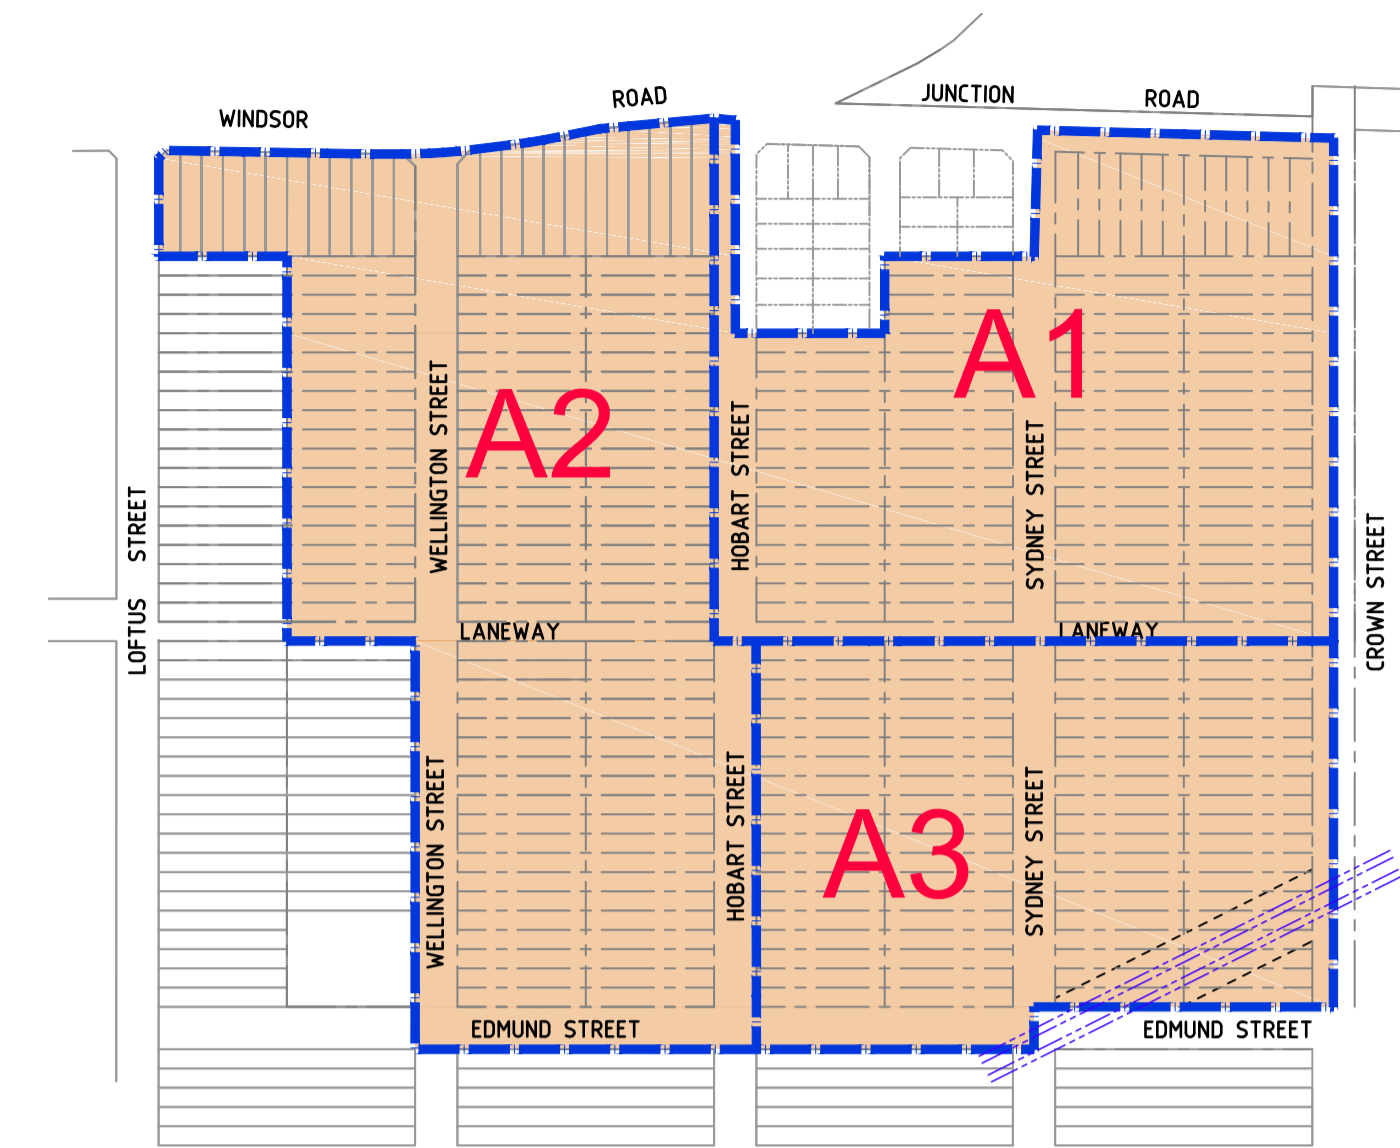 JUNCTION ROAD
WINDSOR ROAD
A1
A2
WELLINGTON STREET
HOBART STREET
SYDNEY STREET
LOFTUS STREET
CROWN STREET
LANEWAY
LANEWAY
WELLINGTON STREET
HOBART STREET
SYDNEY STREET
A3
EDMUND STREET
EDMUND STREET